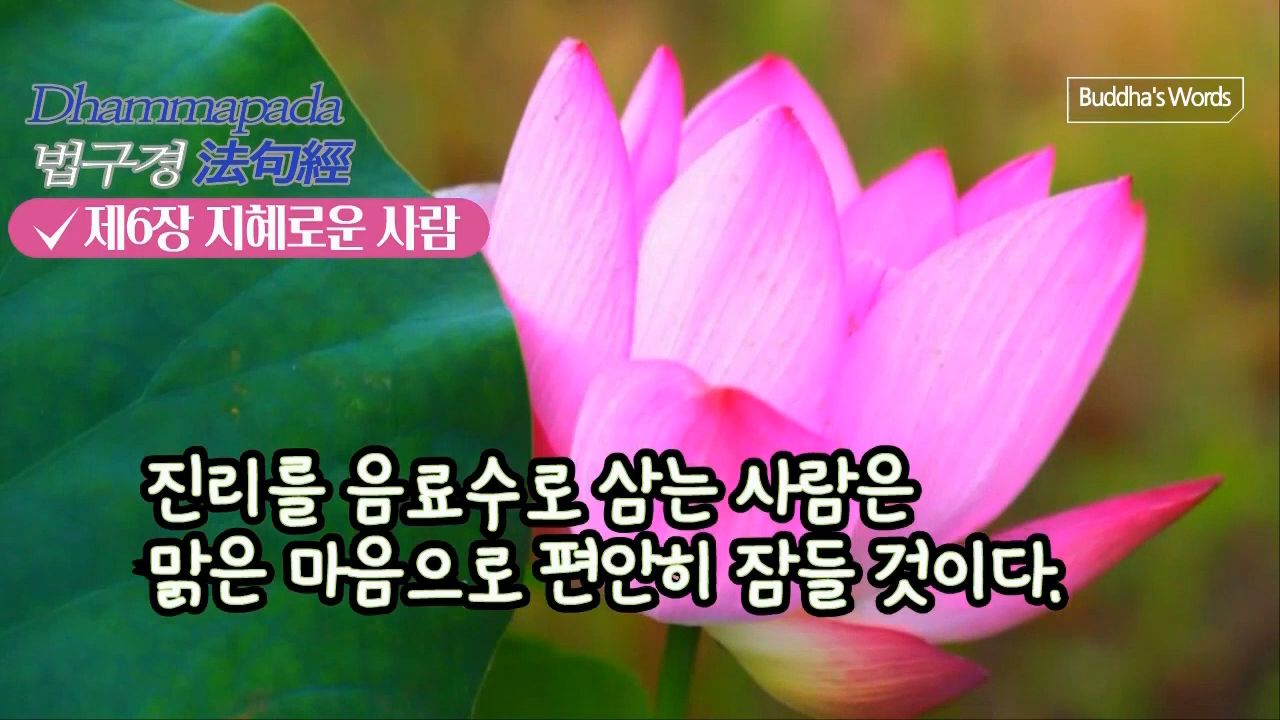 Dhammapada
법구경 法句經
제6장 지혜로운 사람
Buddha's Words
진리를 음료수로 삼는 사람은
맑은 마음으로 편안히 잠들 것이다.